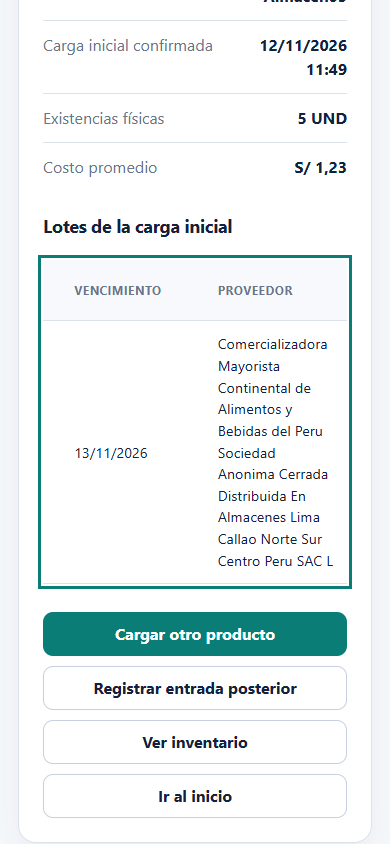 Almacenes
Carga inicial confirmada 12/11/2026
11:49
Existencias físicas 5 UND
Costo promedio S/ 1,23
Lotes de la carga inicial
VENCIMIENTO PROVEEDOR
13/11/2026
Comercializadora
Mayorista
Continental de
Alimentos y
Bebidas del Peru
Sociedad
Anonima Cerrada
Distribuida En
Almacenes Lima
Callao Norte Sur
Centro Peru SAC L
Cargar otro producto
Registrar entrada posterior
Ver inventario
Ir al inicio